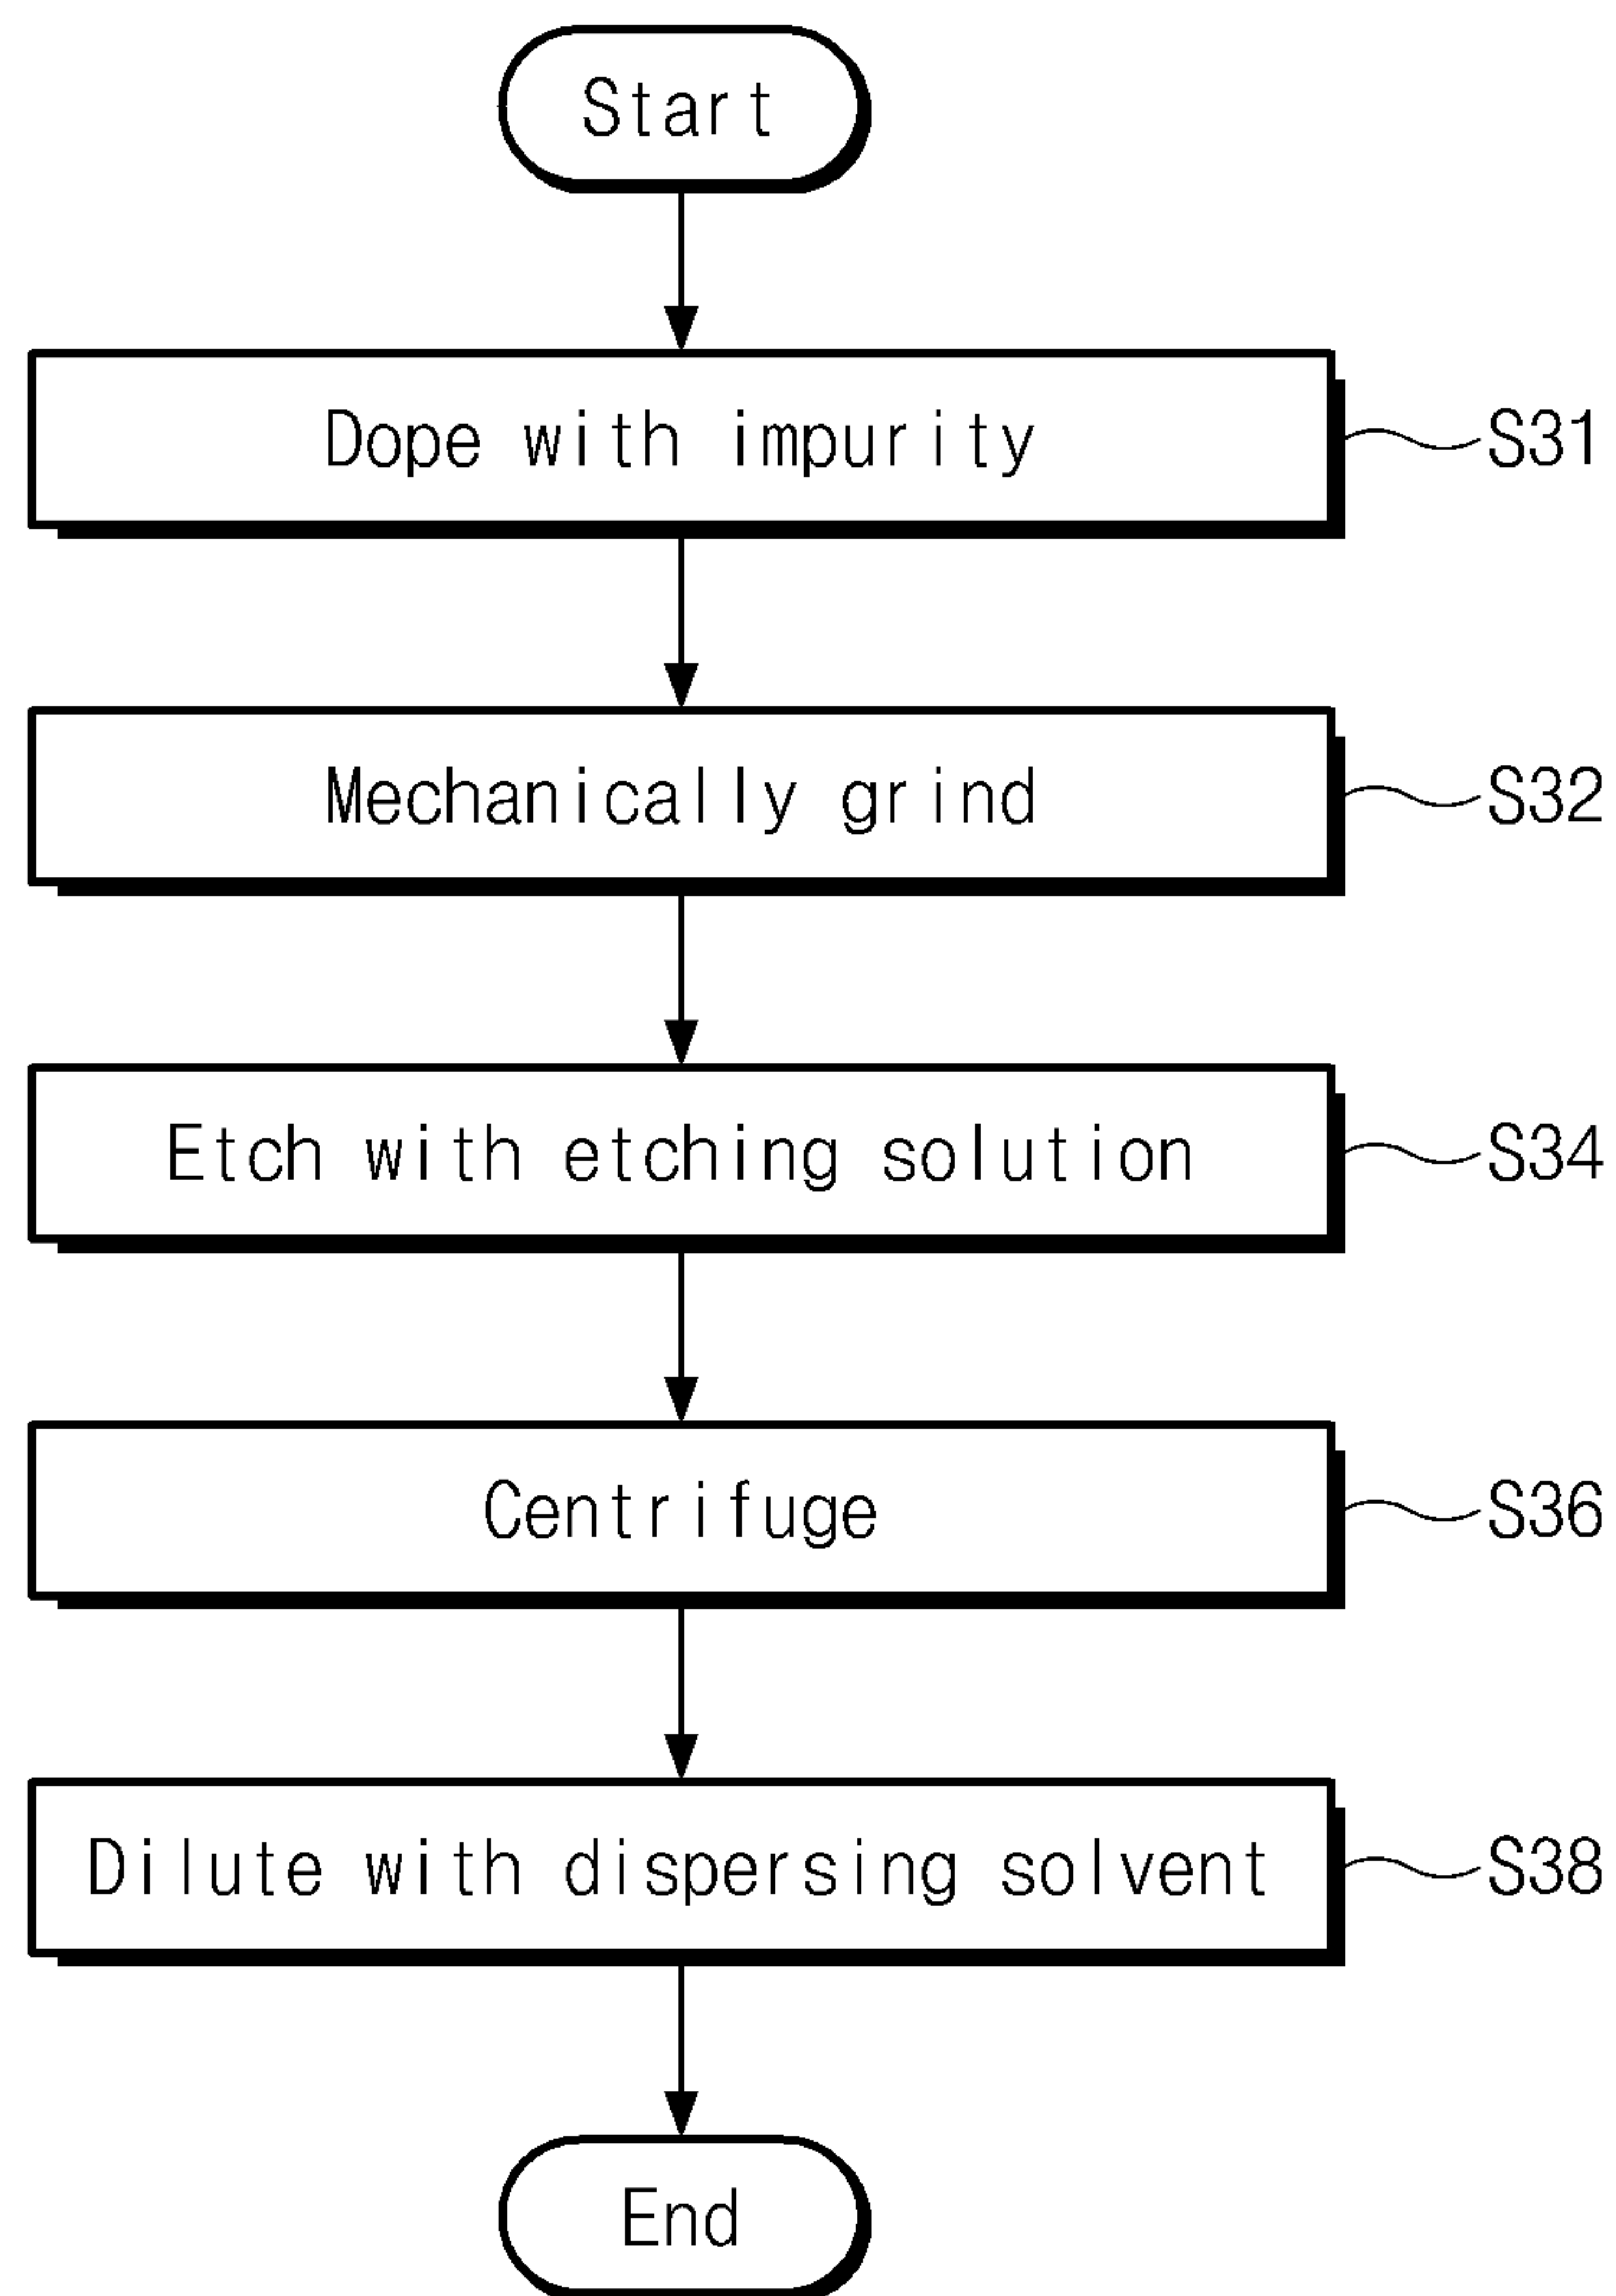 Start
Dope with impurity
S31
Mechanically grind
S32
Etch with etching solution
S34
Centrifuge
S36
Dilute with dispersing solvent
S38
End